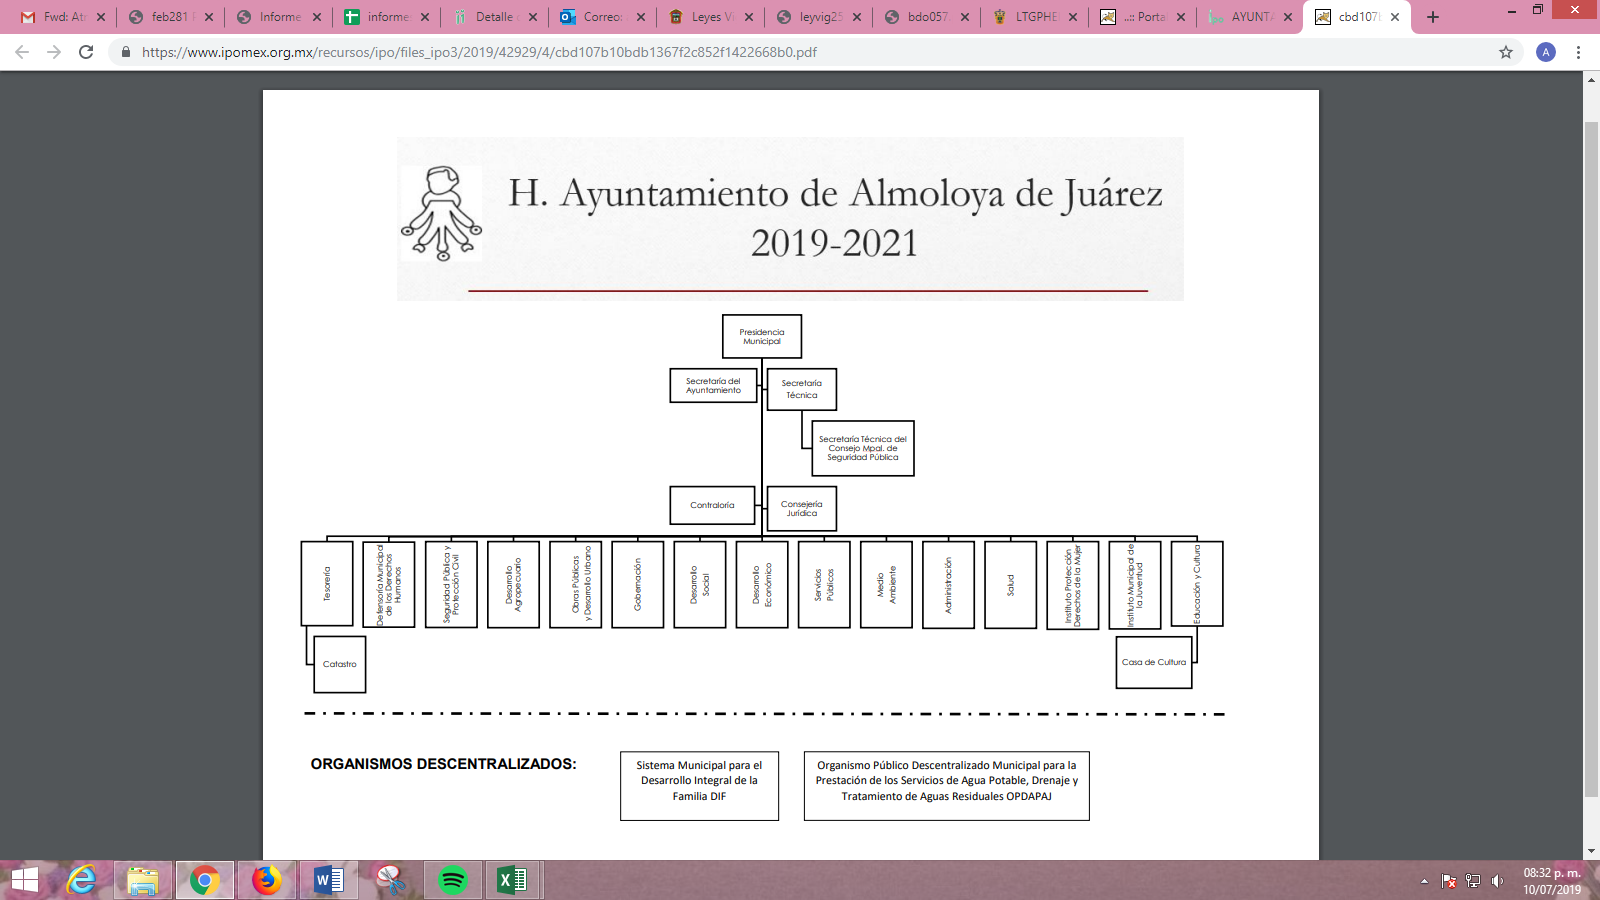 Fwd: Atr
feb281 F
Informe
informe
Detalle
Correo:
Leyes Vi
leyvig25
bdo057
LTGPHE
..:: Porta
AYUNTA
cbd107b
https://www.ipomex.org.mx/recursos/ipo/files_ipo3/2019/42929/4/cbd107b10bdb1367f2c852f1422668b0.pdf
A
H. Ayuntamiento de Almoloya de Juárez
2019-2021
Presidencia
Municipal
Secretaría del
Ayuntamiento
Secretaría
Técnica
Secretaría Técnica del
Consejo Mpal. de
Seguridad Pública
Contraloría
Consejería
Jurídica
Tesorería
Defensoría Municipal
de los Derechos
Humanos
Seguridad Pública y
Protección Civil
Desarrollo
Agropecuario
Obras Públicas
y Desarrollo Urbano
Gobernación
Desarrollo
Social
Desarrollo
Económico
Servicios
Públicos
Medio
Ambiente
Administración
Salud
Instituto Protección
Derechos de la Mujer
Instituto Municipal de
la Juventud
Educación y Cultura
Catastro
Casa de Cultura
ORGANISMOS DESCENTRALIZADOS:
Sistema Municipal para el
Desarrollo Integral de la
Familia DIF
Organismo Público Descentralizado Municipal para la
Prestación de los Servicios de Agua Potable, Drenaje y
Tratamiento de Aguas Residuales OPDAPAJ
08:32 p. m.
10/07/2019